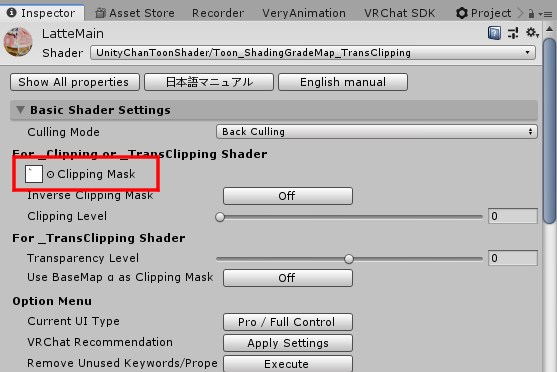 Inspector Asset Store Recorder VeryAnimation VRChat SDK Project
LatteMain
Shader UnityChanToonShader/Toon_ShadingGradeMap_TransClipping
Show All properties 日本語マニュアル English manual
Basic Shader Settings
Culling Mode Back Culling
For _Clipping or _TransClipping Shader
Clipping Mask
Inverse Clipping Mask Off
Clipping Level 0
For _TransClipping Shader
Transparency Level 0
Use BaseMap α as Clipping Mask Off
Option Menu
Current UI Type Pro / Full Control
VRChat Recommendation Apply Settings
Remove Unused Keywords/Prope Execute